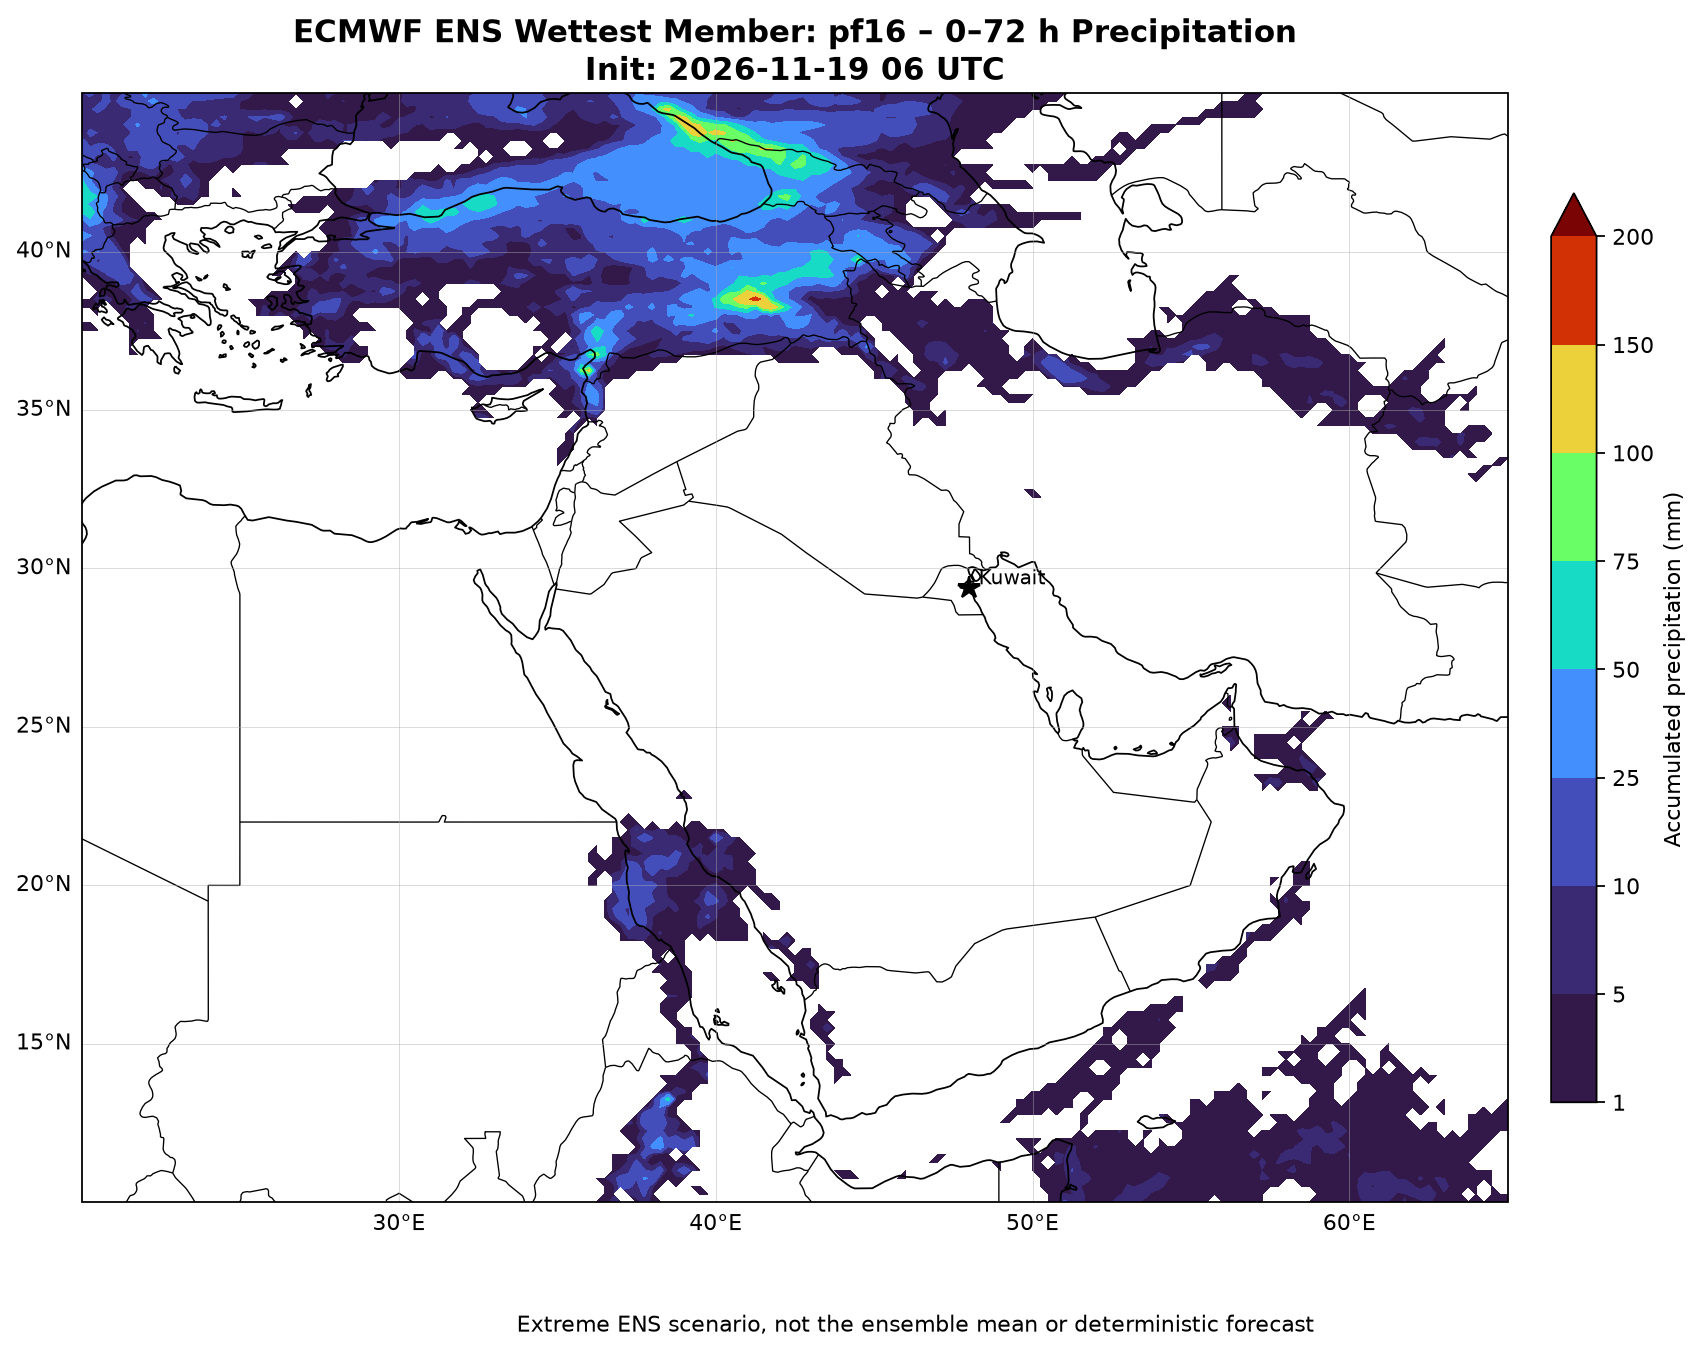 ECMWF ENS Wettest Member: pf16 – 0–72 h Precipitation
Init: 2026-11-19 06 UTC
40°N
35°N
30°N
25°N
20°N
15°N
30°E
40°E
50°E
60°E
Kuwait
200
150
100
75
50
25
10
5
1
Accumulated precipitation (mm)
Extreme ENS scenario, not the ensemble mean or deterministic forecast